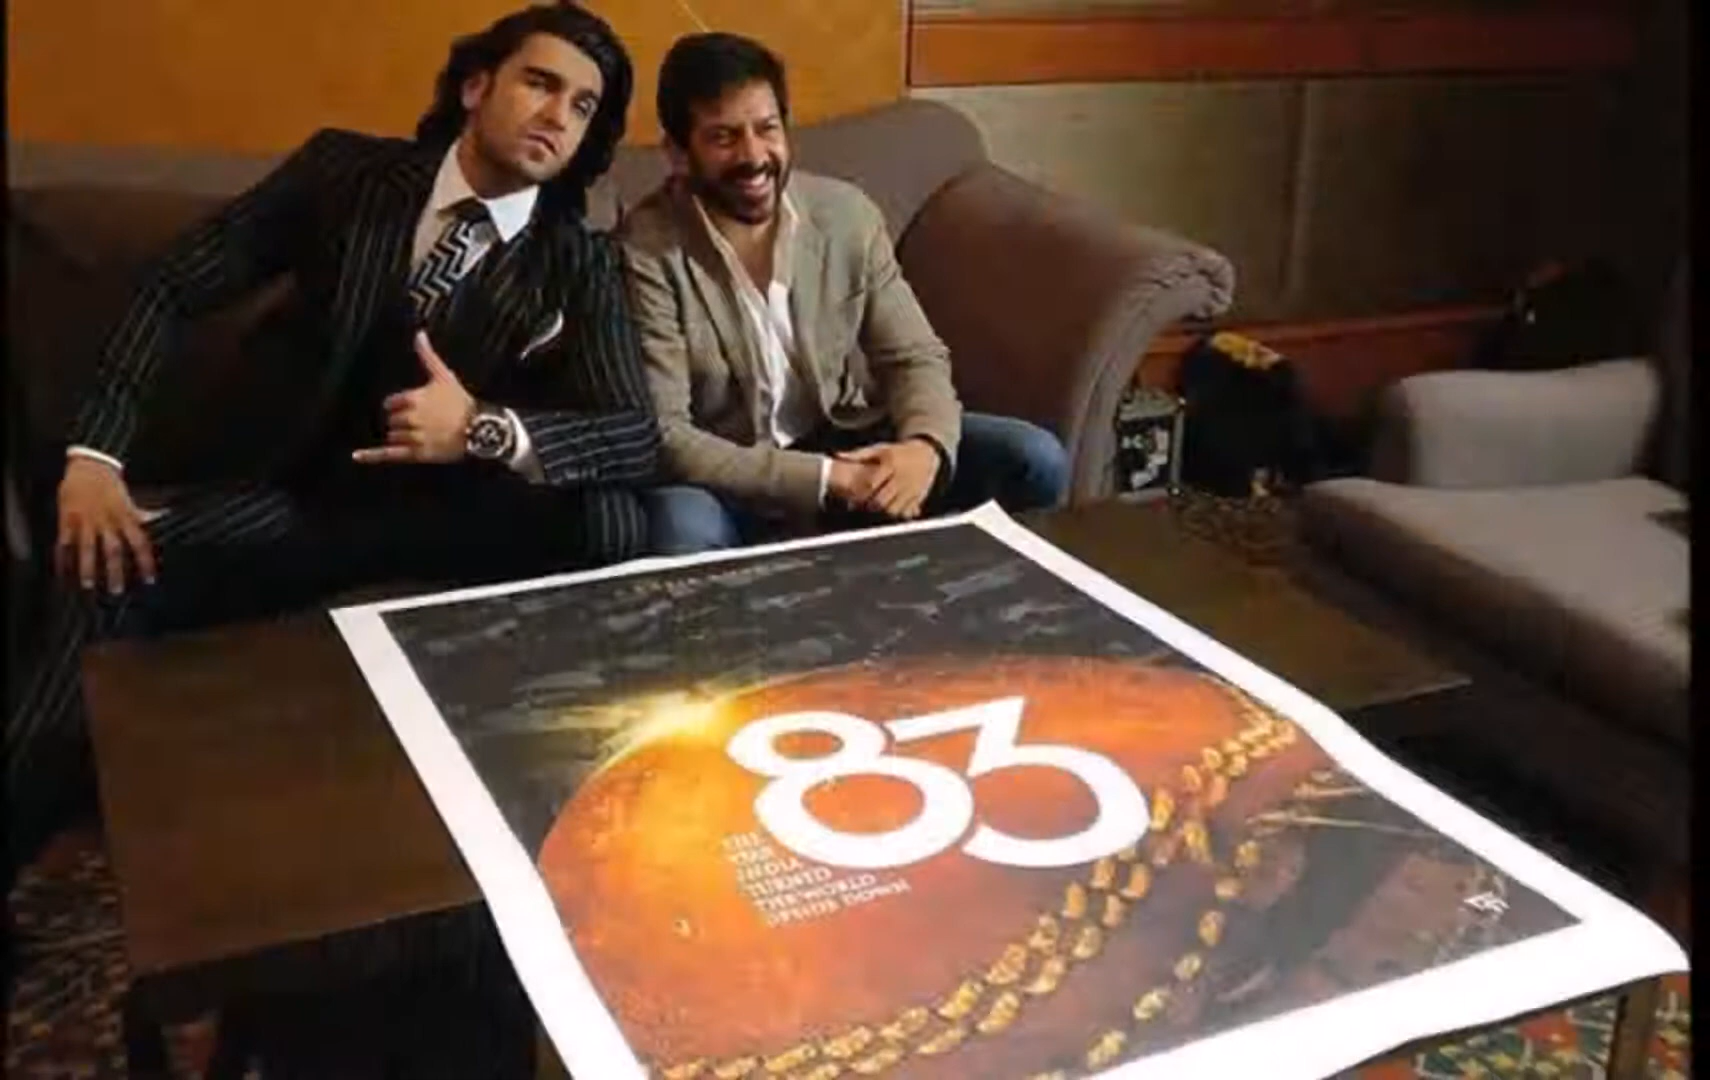 83
THE
YEAR
INDIA
TURNED
THE WORLD
UPSIDE DOWN